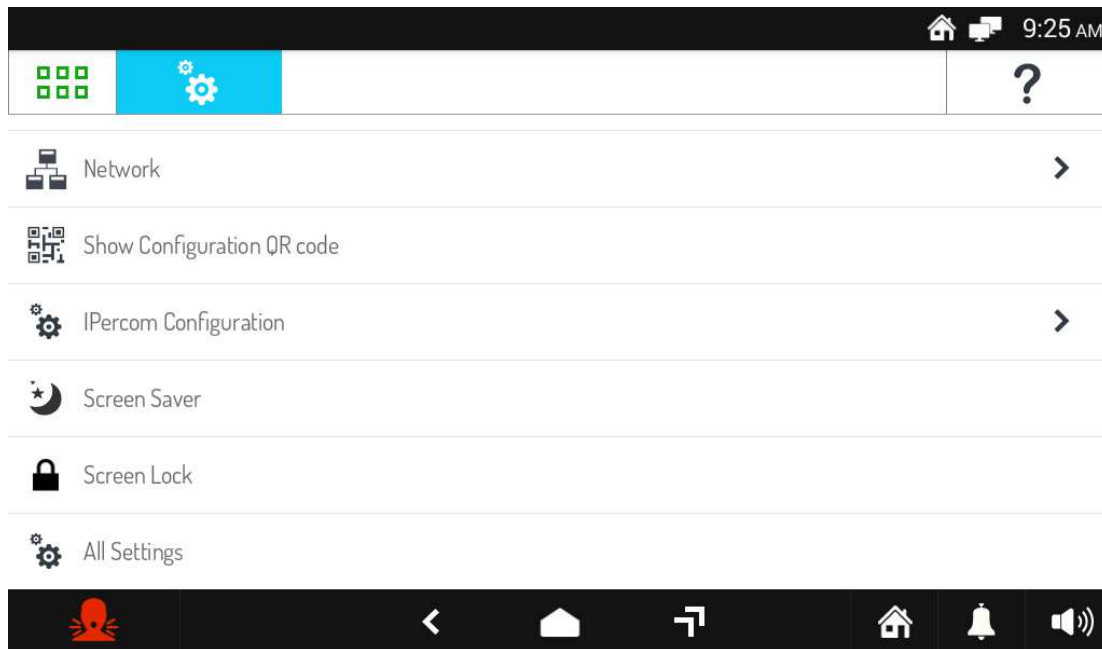 9:25 AM
?
Network
Show Configuration QR code
IPercom Configuration
Screen Saver
Screen Lock
All Settings